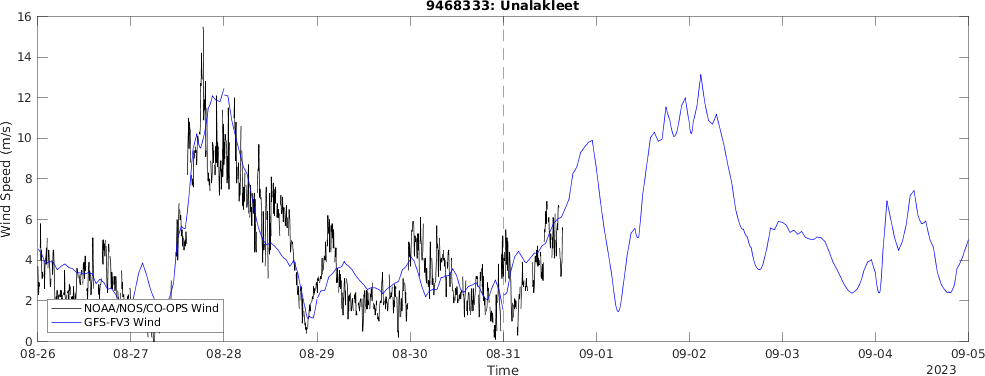 9468333: Unalakleet
Wind Speed (m/s)
16
14
12
10
8
6
4
2
0
NOAA/NOS/CO-OPS Wind
GFS-FV3 Wind
08-26 08-27 08-28 08-29 08-30 08-31 09-01 09-02 09-03 09-04 09-05
Time
2023